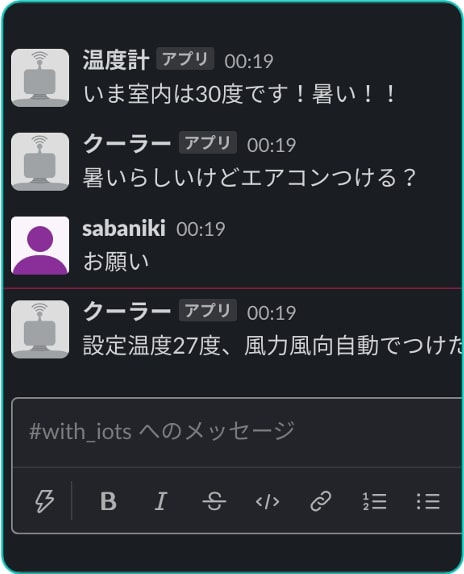 温度計 アプリ 00:19
いま室内は30度です！暑い！！
クーラー アプリ 00:19
暑いらしいけどエアコンつける？
sabaniki 00:19
お願い
クーラー アプリ 00:19
設定温度27度、風力風向自動でつけた
#with_iots へのメッセージ
B I S </>